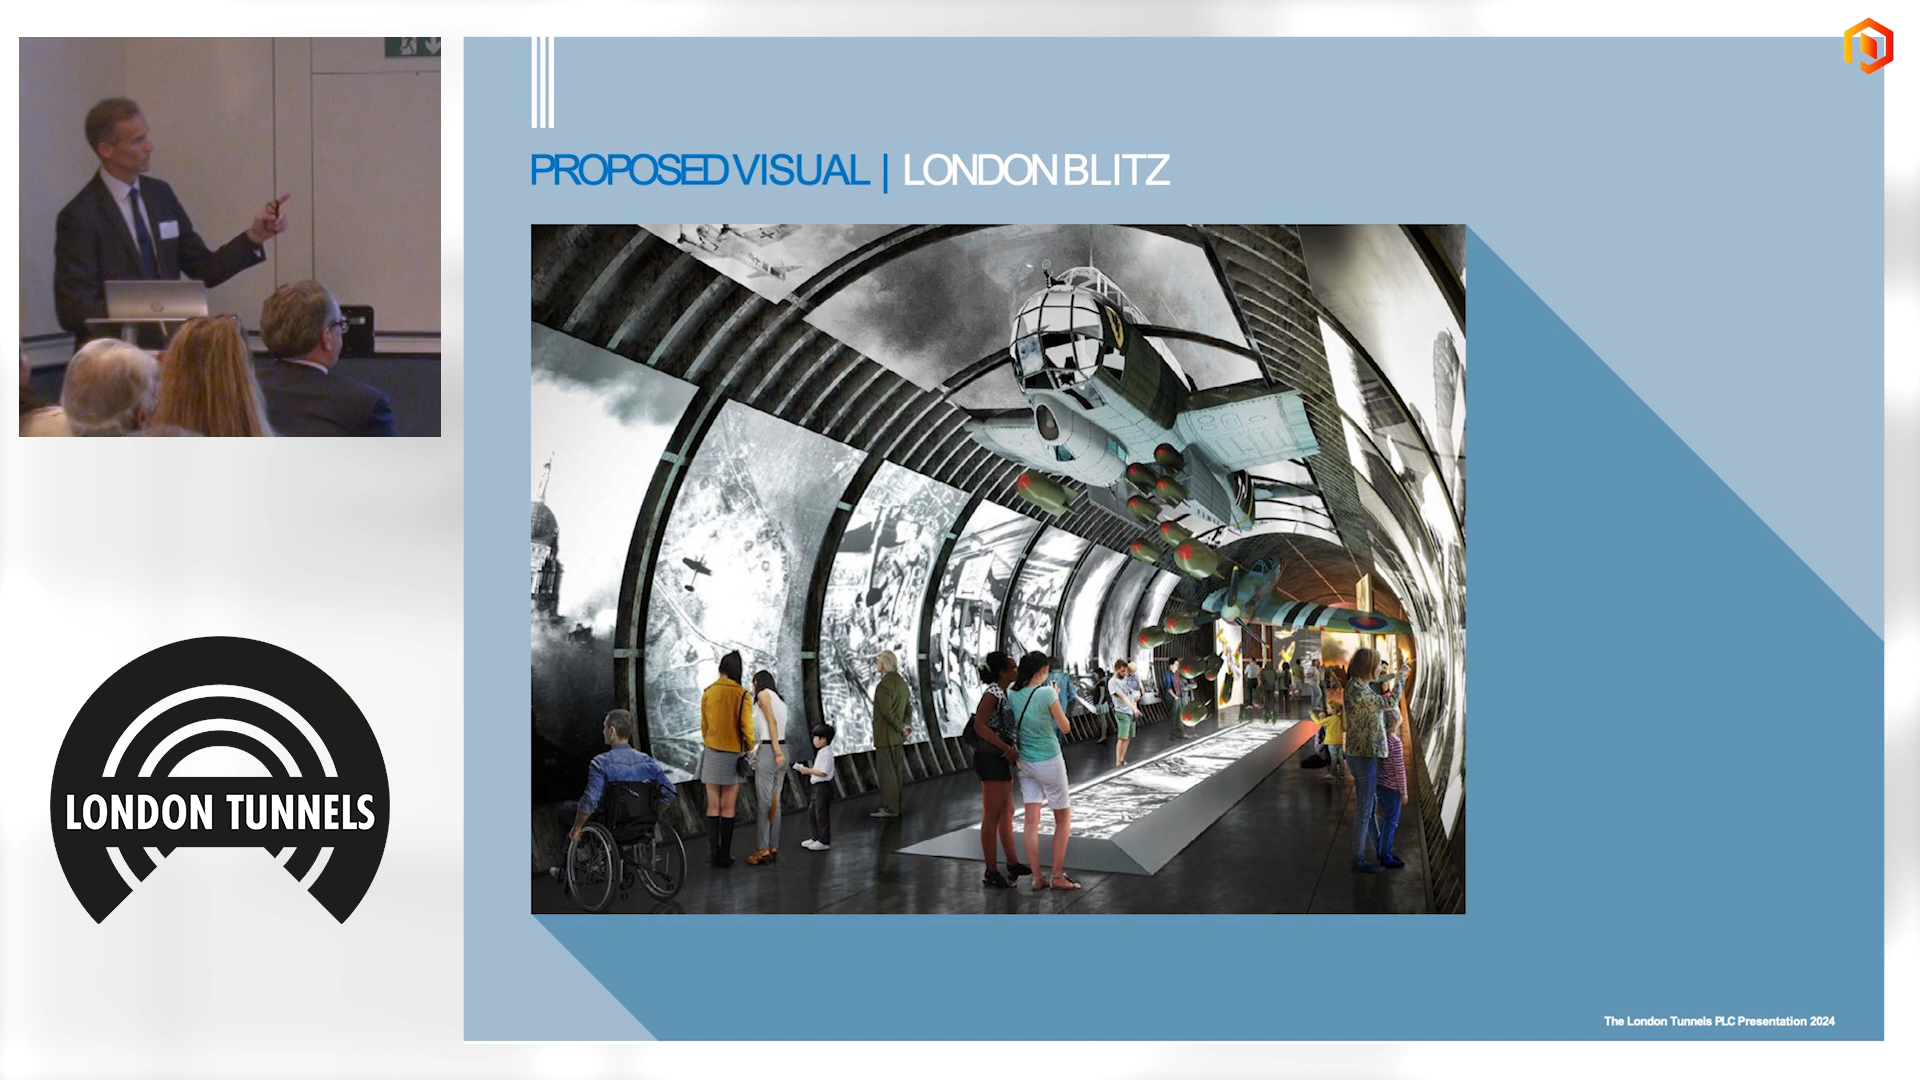 PROPOSED VISUAL | LONDON BLITZ
LONDON TUNNELS
The London Tunnels PLC Presentation 2024